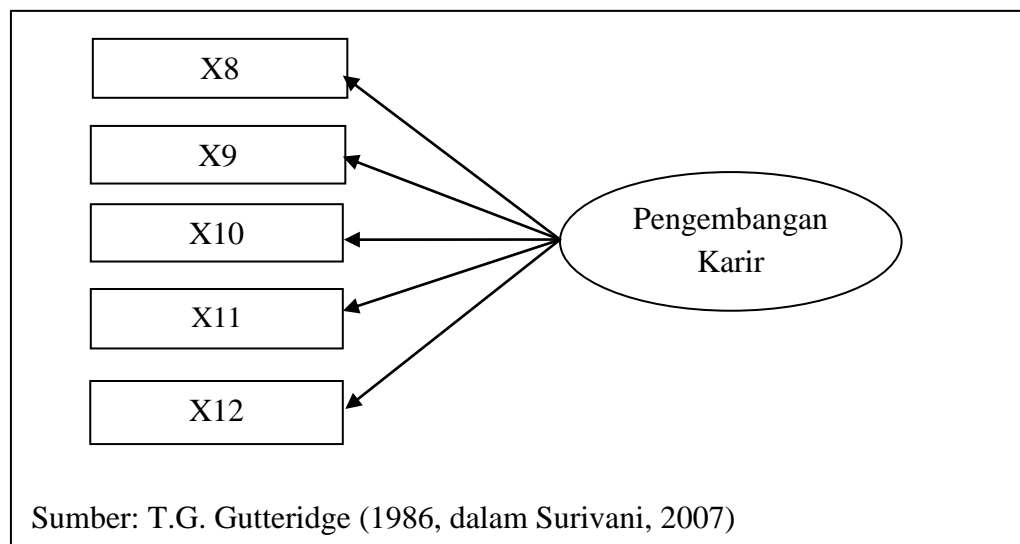 X8
X9
X10
X11
X12
Pengembangan
Karir
Sumber: T.G. Gutteridge (1986, dalam Surivani, 2007)